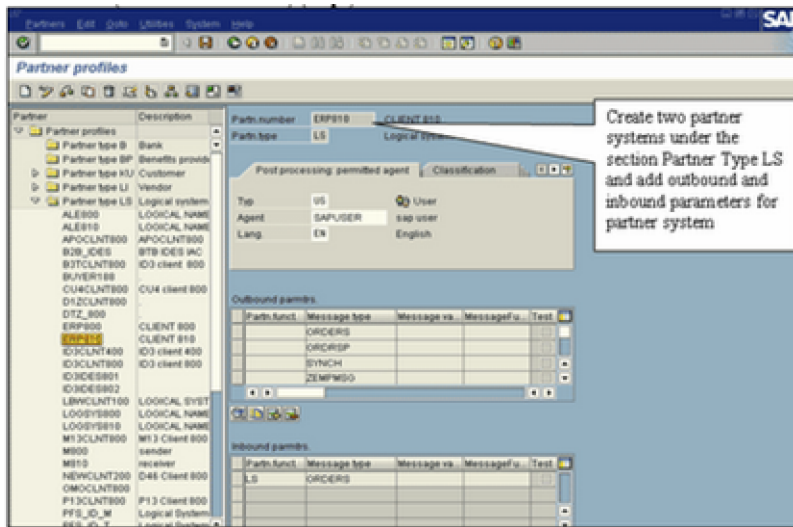 Partners Edit Goto Utilities System Help
SAP
Partner profiles
Partner Description
Partner profiles
Partner type B Bank
Partner type BP Benefits provide
Partner type KU Customer
Partner type LI Vendor
Partner type LS Logical system
ALE800 LOGICAL NAME
ALE810 LOGICAL NAME
APOCLNT800 APOCLNT800
B2B_IDES BTB IDES IAC
B3TCLNT800 ID3 client 800
BUYER188
CU4CLNT800 CU4 client 800
D1ZCLNT800
DTZ_800
ERP800 CLIENT 800
ERP810 CLIENT 810
ID3CLNT400 ID3 client 400
ID3CLNT800 ID3 client 800
ID3IDES801
ID3IDES802
LBWCLNT100 LOGICAL SYST
LOGSYS800 LOGICAL NAME
LOGSYS810 LOGICAL NAME
M13CLNT800 M13 Client 800
M800 sender
M810 receiver
NEWCLNT200 D46 Client 800
OMOCLNT800
P13CLNT800 P13 Client 800
PFS_ID_M Logical System
PFS_ID_T Logical System
Partn.number ERP810 CLIENT 810
Partn.type LS Logical system
Post processing: permitted agent Classification
Typ US User
Agent SAPUSER sap user
Lang. EN English
Outbound parmtrs.
Partn.funct. Message type Message va... MessageFu... Test
ORDERS
ORDRSP
SYNCH
ZEMPMSG
Inbound parmtrs.
Partn.funct. Message type Message va... MessageFu... Test
LS ORDERS
Create two partner
systems under the
section Partner Type LS
and add outbound and
inbound parameters for
partner system